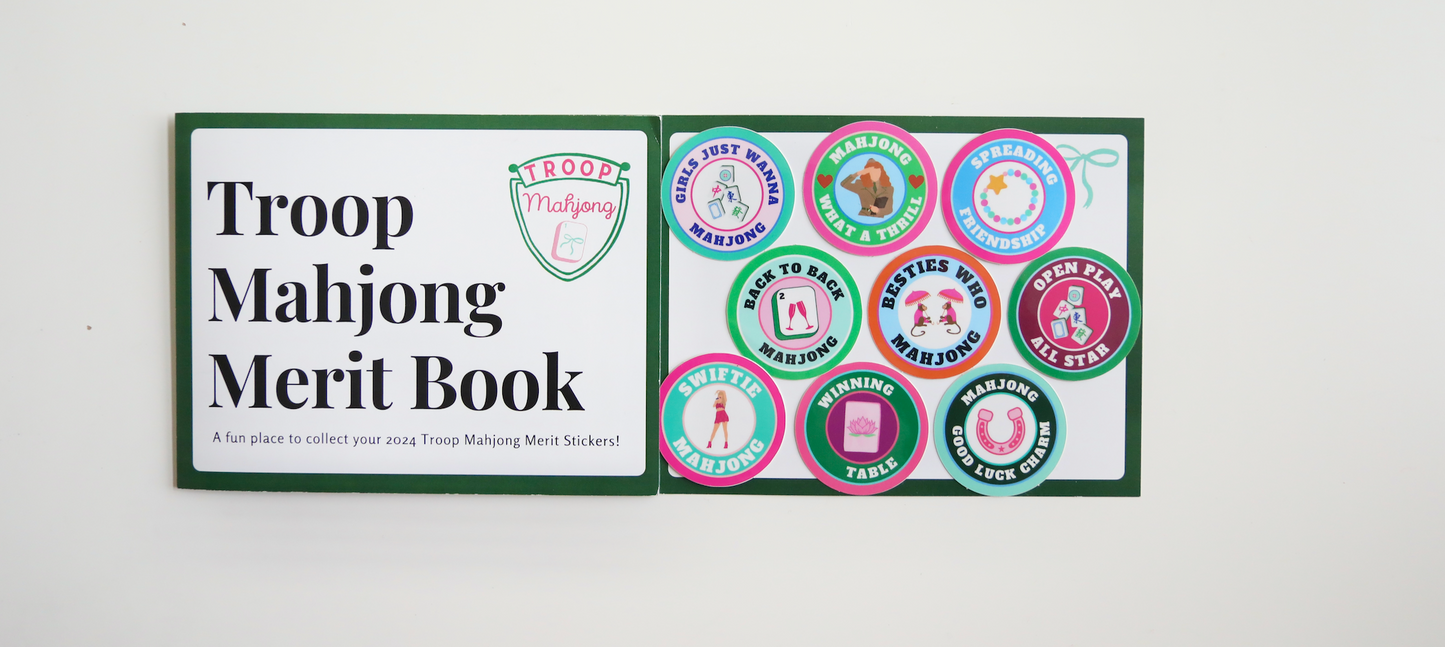 Troop
Mahjong
Merit Book
A fun place to collect your 2024 Troop Mahjong Merit Stickers!
TROOP
Mahjong
GIRLS JUST WANNA
MAHJONG
MAHJONG
WHAT A THRILL
SPREADING
FRIENDSHIP
BACK TO BACK
2
MAHJONG
BESTIES WHO
MAHJONG
OPEN PLAY
ALL STAR
SWIFTIE
MAHJONG
WINNING
TABLE
MAHJONG
GOOD LUCK CHARM